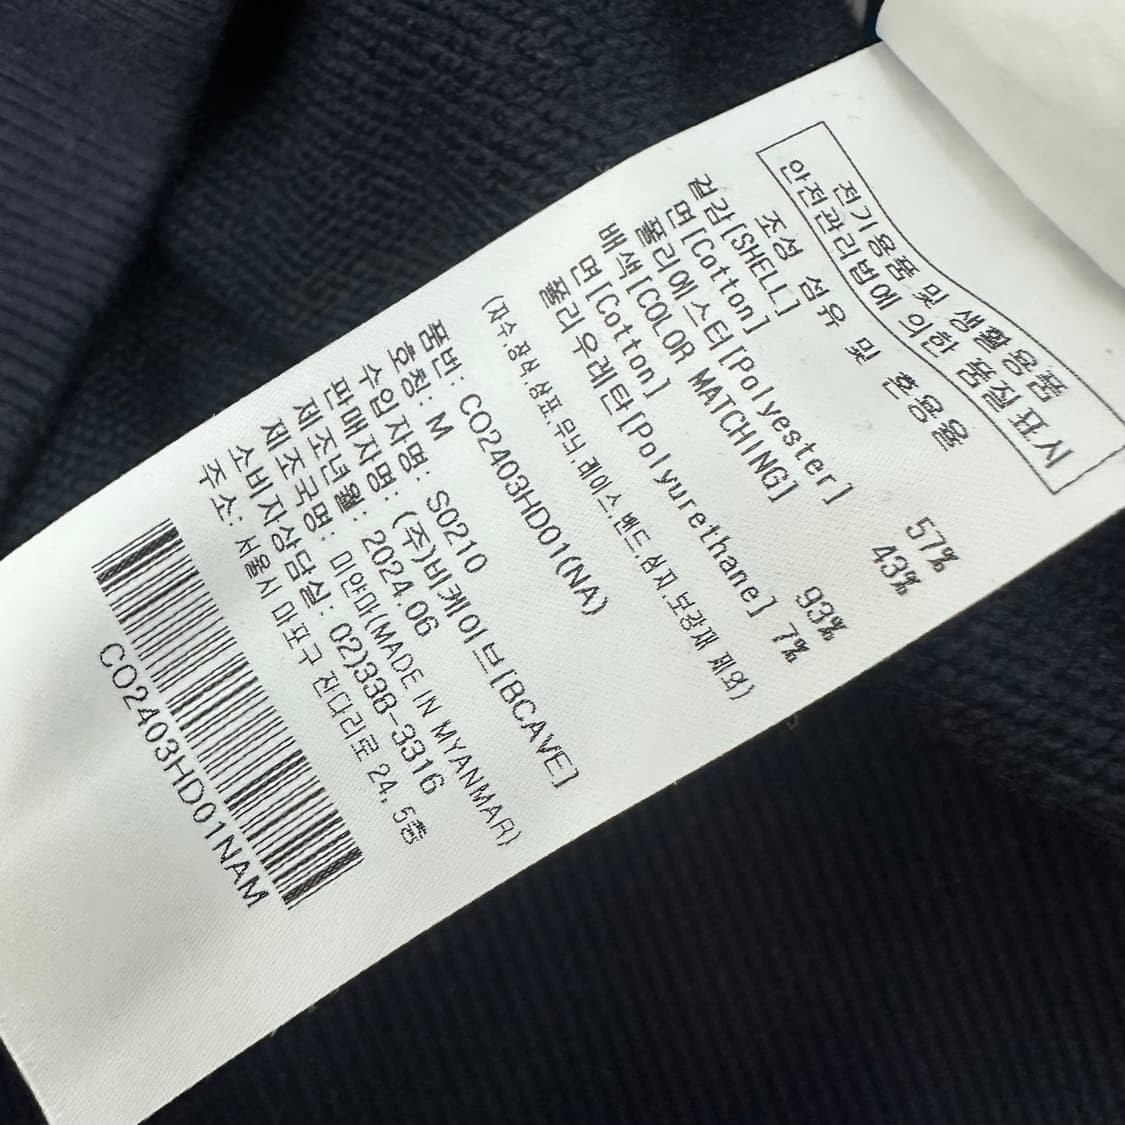 전기용품 및 생활용품
안전관리법에 의한 품질표시
조성 섬유 및 혼용율
겉감[SHELL]
면[Cotton] 57%
폴리에스터[Polyester] 43%
배색[COLOR MATCHING]
면[Cotton] 93%
폴리우레탄[Polyurethane] 7%
(자수,장식,상표,무늬,레이스,밴드,심지,보강재 제외)
품번: CO2403HD01(NA)
호칭: M
수입자명: S0210
판매자명: (주)비케이브[BCAVE]
제조년월: 2024.06
제조국명: 미얀마(MADE IN MYANMAR)
소비자상담실: 02)338-3316
주소: 서울시 마포구 잔다리로 24, 5층
CO2403HD01NAM